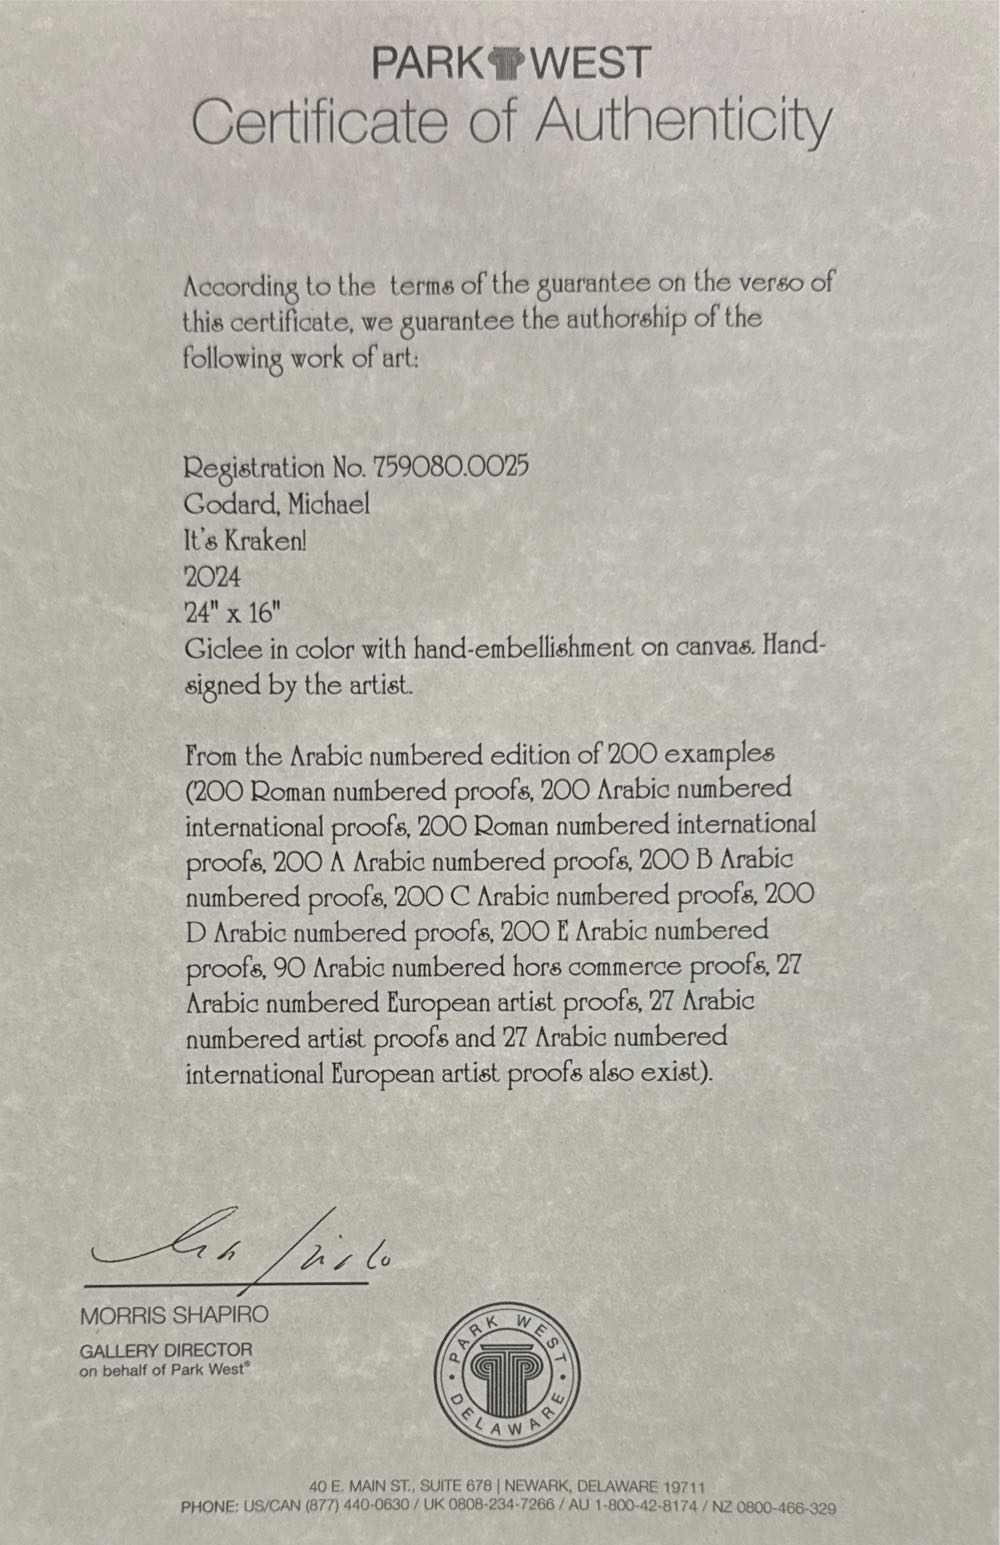 PARK WEST
Certificate of Authenticity
According to the terms of the guarantee on the verso of
this certificate, we guarantee the authorship of the
following work of art:
Registration No. 759080.0025
Godard, Michael
It's Kraken!
2024
24" x 16"
Giclee in color with hand-embellishment on canvas. Hand-
signed by the artist.
From the Arabic numbered edition of 200 examples
(200 Roman numbered proofs, 200 Arabic numbered
international proofs, 200 Roman numbered international
proofs, 200 A Arabic numbered proofs, 200 B Arabic
numbered proofs, 200 C Arabic numbered proofs, 200
D Arabic numbered proofs, 200 E Arabic numbered
proofs, 90 Arabic numbered hors commerce proofs, 27
Arabic numbered European artist proofs, 27 Arabic
numbered artist proofs and 27 Arabic numbered
international European artist proofs also exist).
MORRIS SHAPIRO
GALLERY DIRECTOR
on behalf of Park West®
PARK WEST
• DELAWARE •
40 E. MAIN ST., SUITE 678 | NEWARK, DELAWARE 19711
PHONE: US/CAN (877) 440-0630 / UK 0808-234-7266 / AU 1-800-42-8174 / NZ 0800-466-329